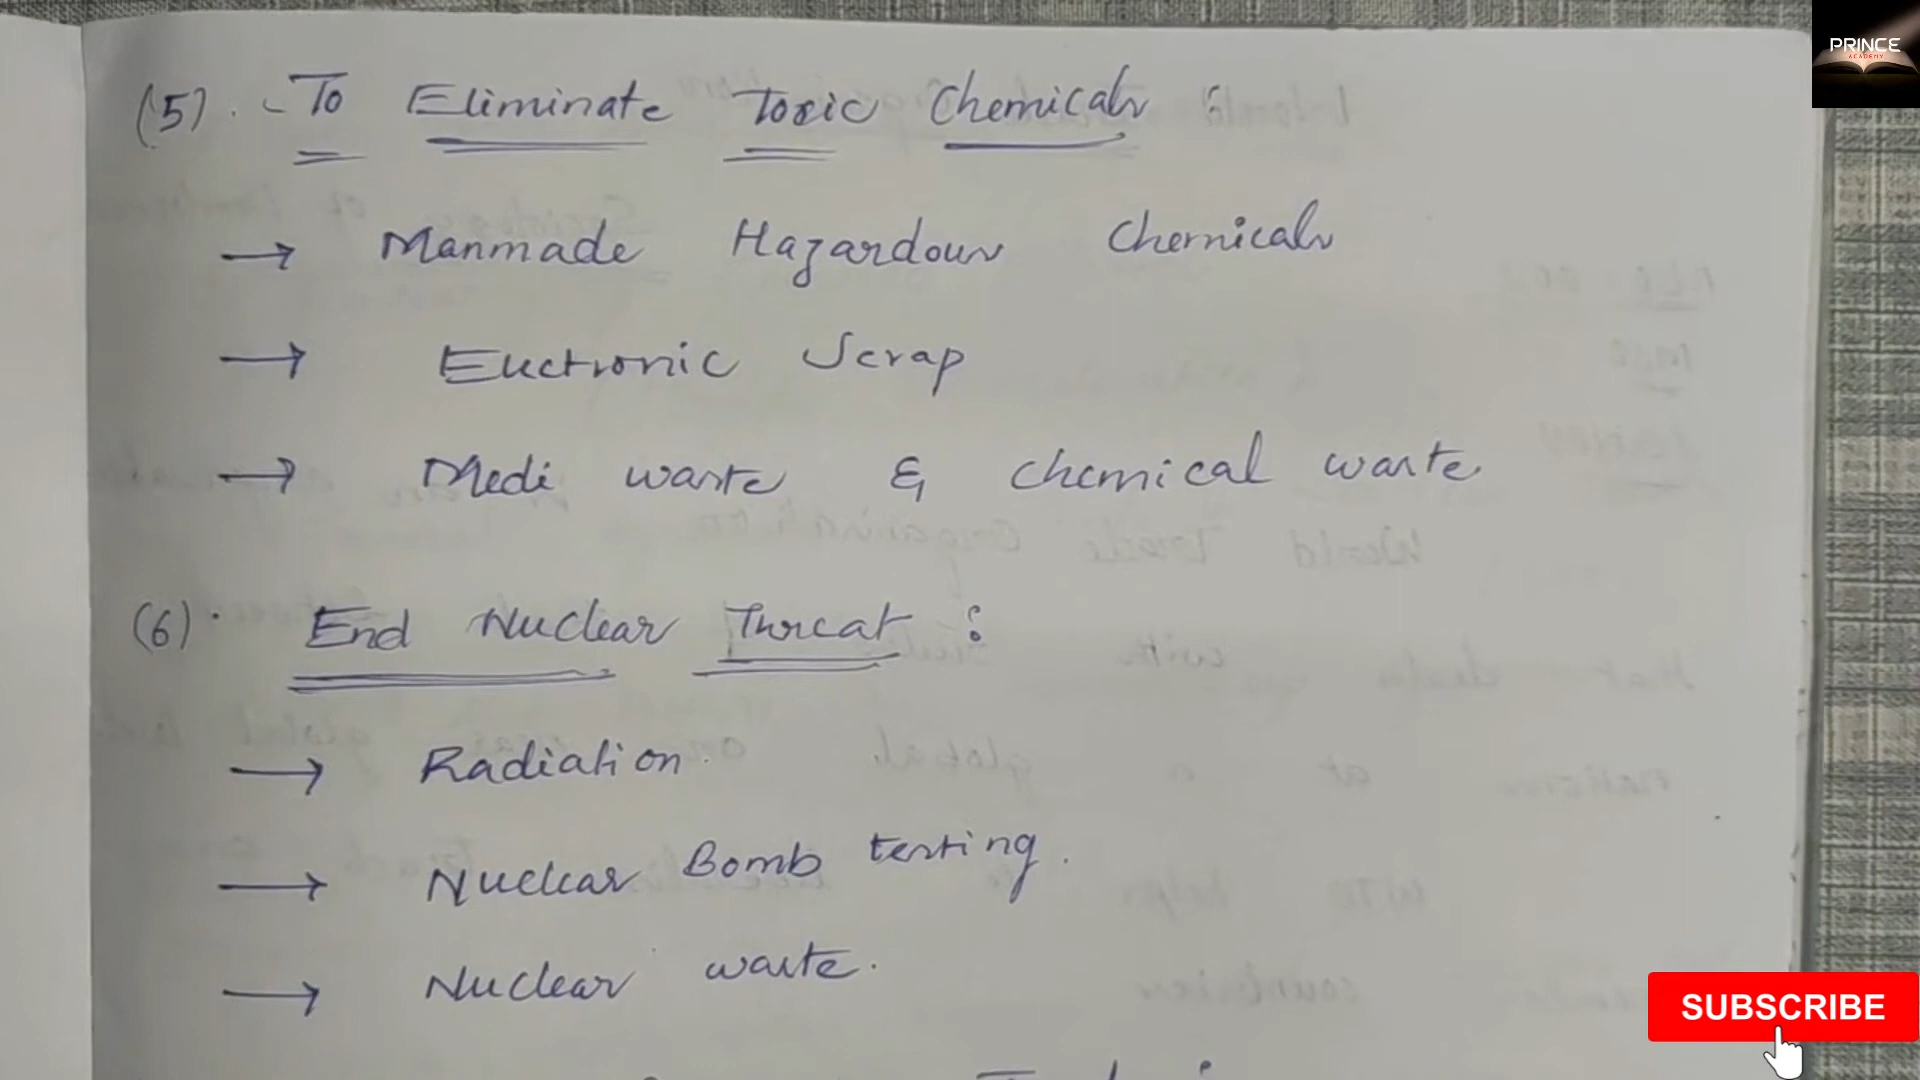 PRINCE
ACADEMY
(5). To Eliminate Toxic Chemicals :
→ Manmade Hazardous Chemicals
→ Electronic Scrap
→ Medi waste & chemical waste
(6). End Nuclear Threat :
→ Radiation.
→ Nuclear Bomb testing.
→ Nuclear waste.
SUBSCRIBE